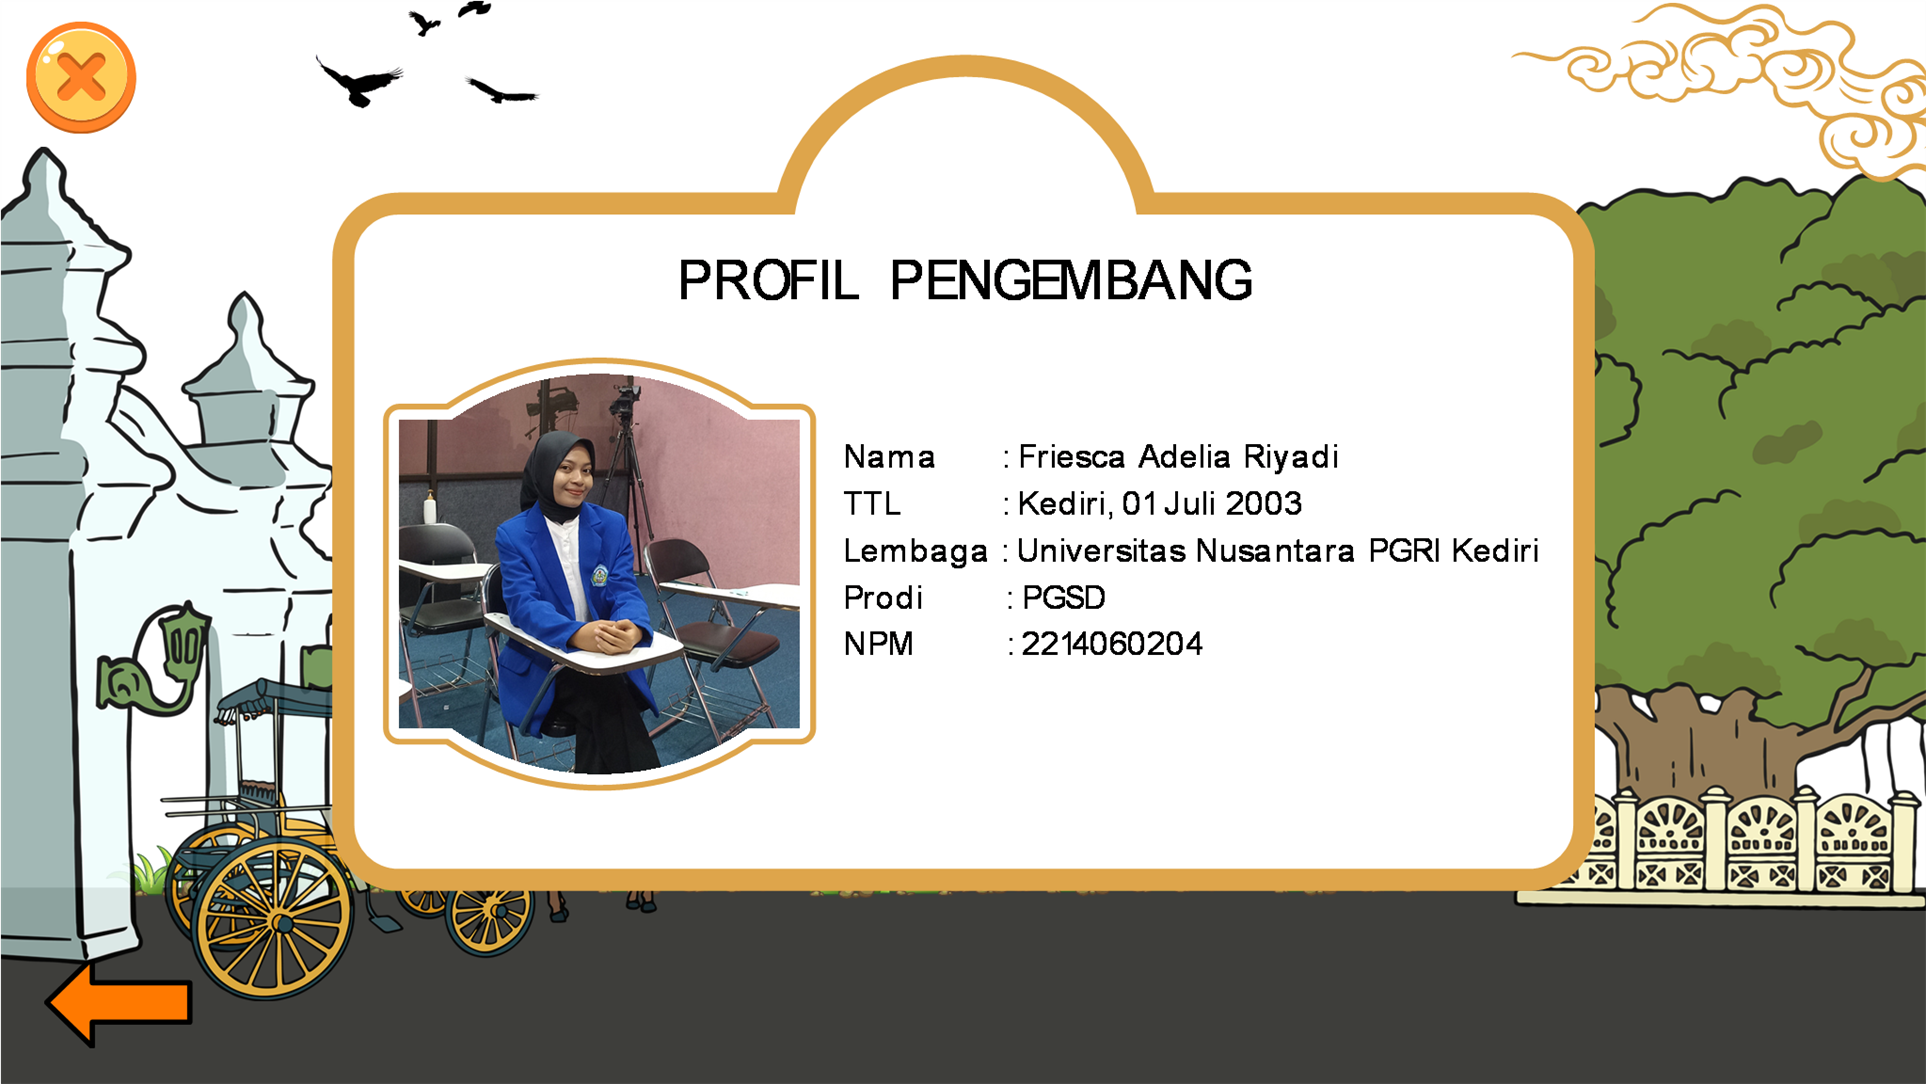 PROFIL PENGEMBANG
Nama : Friesca Adelia Riyadi
TTL : Kediri, 01 Juli 2003
Lembaga : Universitas Nusantara PGRI Kediri
Prodi : PGSD
NPM : 2214060204